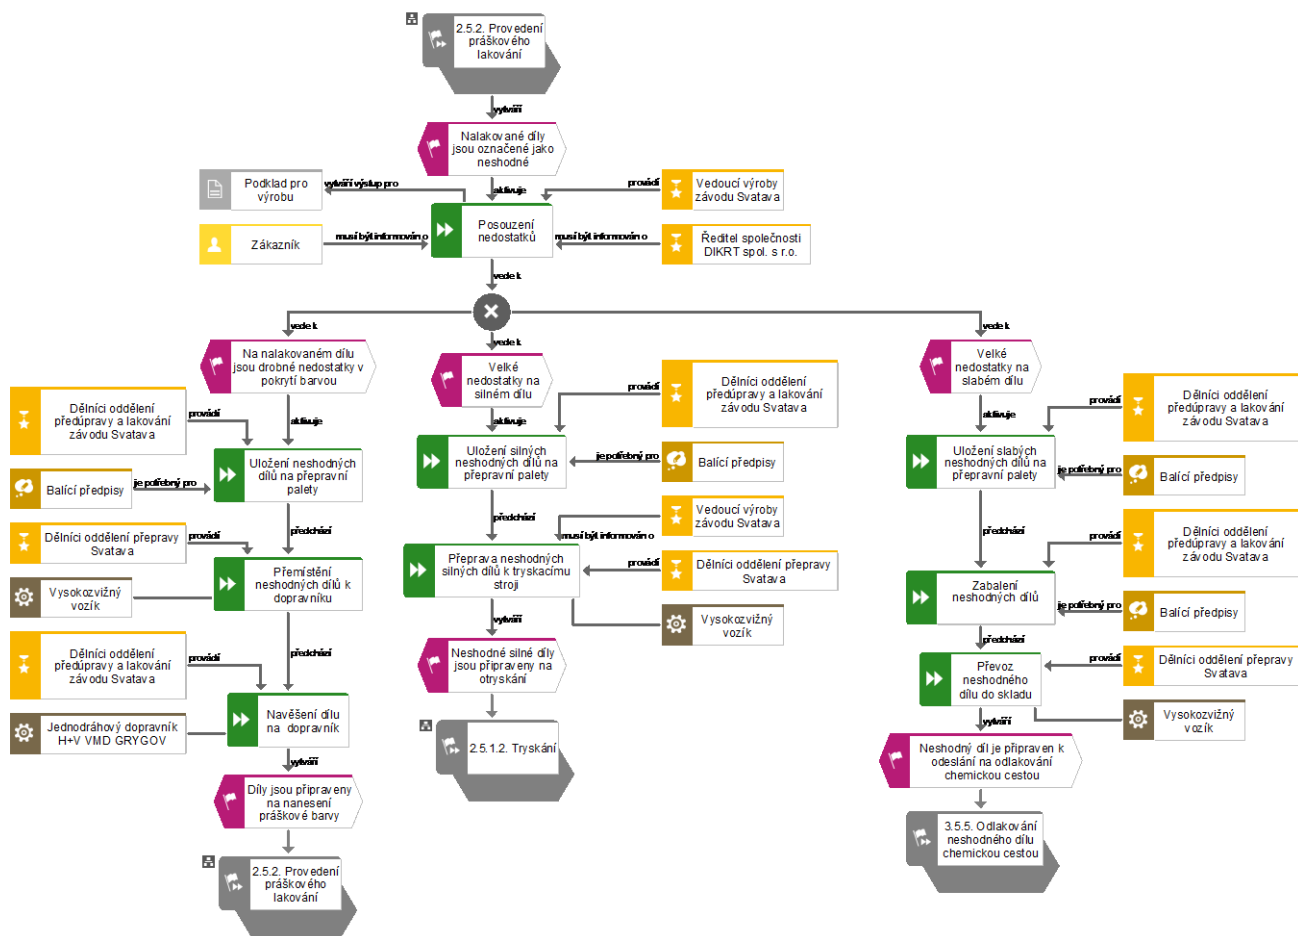 2.5.2. Provedení
práškového
lakování
vytváří
Nalakované díly
jsou označené jako
neshodné
Podklad pro
výrobu
vytváří výstup pro
aktivuje
provádí
Vedoucí výroby
závodu Svatava
Posouzení
nedostatků
Zákazník
musí být informován o
musí být informován o
Ředitel společnosti
DIKRT spol. s r.o.
vede k
vede k
vede k
vede k
Na nalakovaném dílu
jsou drobné nedostatky v
pokrytí barvou
Velké
nedostatky na
silném dílu
Velké
nedostatky na
slabém dílu
Dělníci oddělení
předúpravy a lakování
závodu Svatava
provádí
aktivuje
Uložení neshodných
dílů na přepravní
palety
Balící předpisy
je potřebný pro
předchází
Dělníci oddělení přepravy
Svatava
provádí
Přemístění
neshodných dílů k
dopravníku
Vysokozvižný
vozík
předchází
Dělníci oddělení
předúpravy a lakování
závodu Svatava
provádí
Navěšení dílu
na dopravník
Jednodráhový dopravník
H+V VMD GRYGOV
vytváří
Díly jsou připraveny
na nanesení
práškové barvy
2.5.2. Provedení
práškového
lakování
aktivuje
provádí
Dělníci oddělení
předúpravy a lakování
závodu Svatava
Uložení silných
neshodných dílů na
přepravní palety
je potřebný pro
Balící předpisy
předchází
Vedoucí výroby
závodu Svatava
musí být informován o
Přeprava neshodných
silných dílů k tryskacímu
stroji
provádí
Dělníci oddělení přepravy
Svatava
Vysokozvižný
vozík
vytváří
Neshodné silné díly
jsou připraveny na
otryskání
2.5.1.2. Tryskání
aktivuje
provádí
Dělníci oddělení
předúpravy a lakování
závodu Svatava
Uložení slabých
neshodných dílů na
přepravní palety
je potřebný pro
Balící předpisy
předchází
Dělníci oddělení
předúpravy a lakování
závodu Svatava
provádí
Zabalení
neshodných dílů
je potřebný pro
Balící předpisy
předchází
Převoz
neshodného
dílu do skladu
provádí
Dělníci oddělení přepravy
Svatava
Vysokozvižný
vozík
vytváří
Neshodný díl je připraven k
odeslání na odlakování
chemickou cestou
3.5.5. Odlakování
neshodného dílu
chemickou cestou